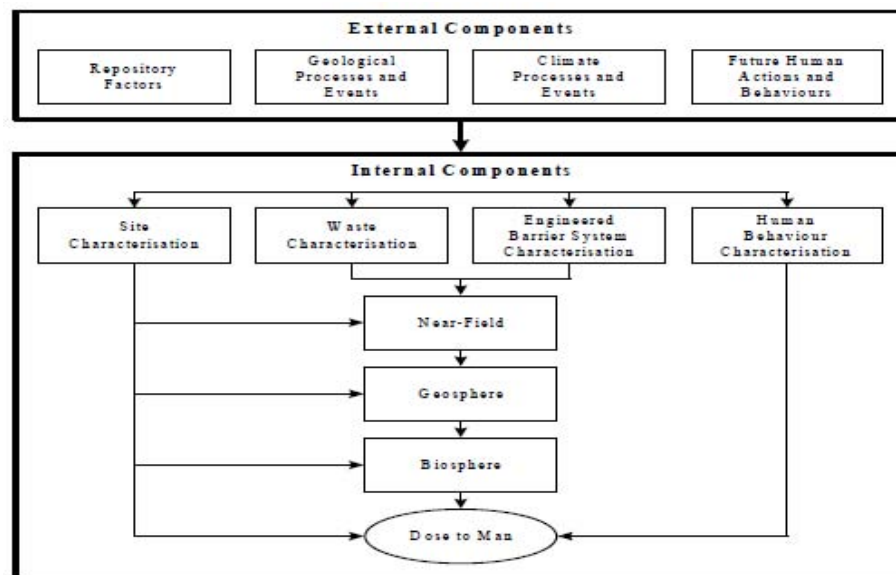 External Components
Repository
Factors
Geological
Processes and
Events
Climate
Processes and
Events
Future Human
Actions and
Behaviours
Internal Components
Site
Characterisation
Waste
Characterisation
Engineered
Barrier System
Characterisation
Human
Behaviour
Characterisation
Near-Field
Geosphere
Biosphere
Dose to Man